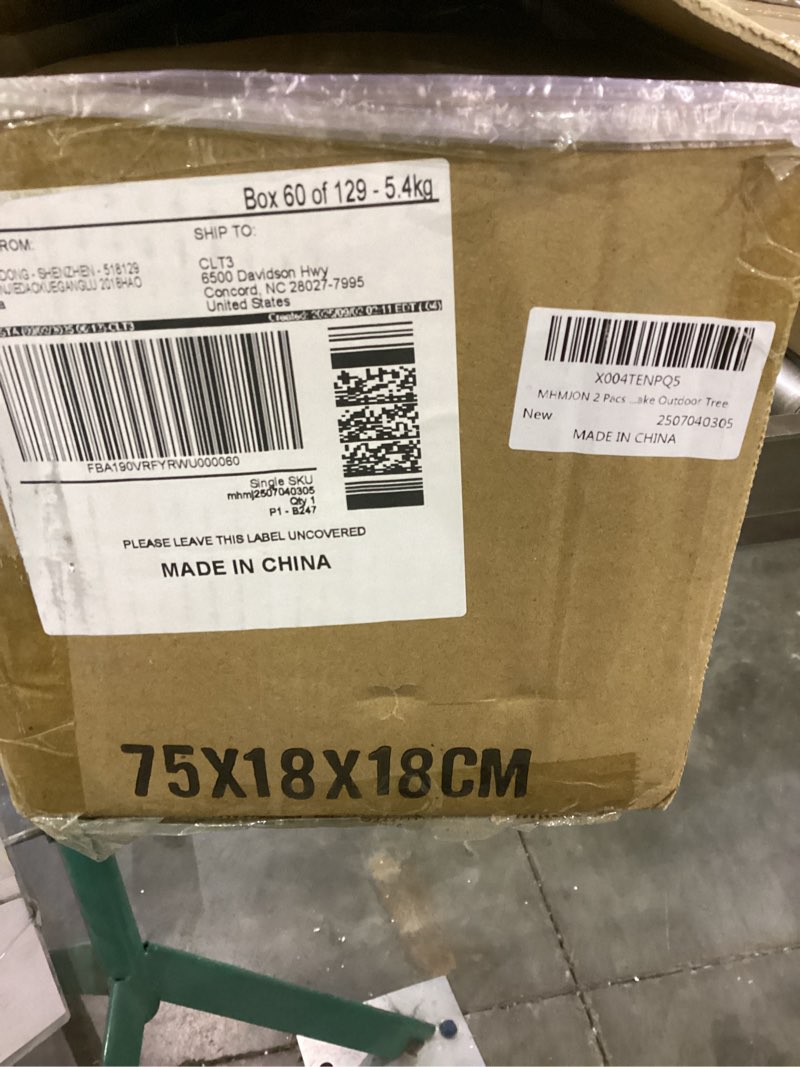 Box 60 of 129 - 5.4kg
ROM:
SHIP TO:
DONG - SHENZHEN - 518129
CLT3
6500 Davidson Hwy
Concord, NC 28027-7995
United States
FBA190VRFYRWU000060
Single SKU
mhmj2507040305
Qty 1
P1 - B247
PLEASE LEAVE THIS LABEL UNCOVERED
MADE IN CHINA
X004TENPQ5
MHMJON 2 Pacs ...ake Outdoor Tree
New
2507040305
MADE IN CHINA
75X18X18CM